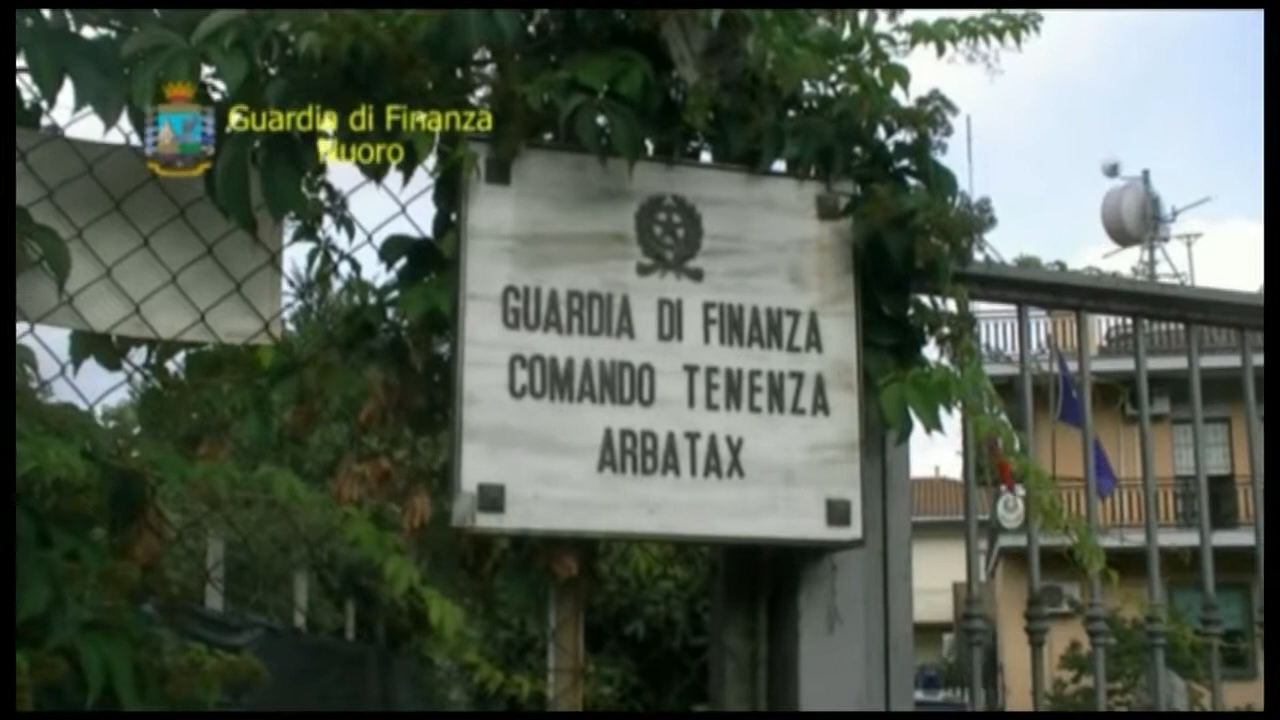 Guardia di Finanza
Nuoro
GUARDIA DI FINANZA
COMANDO TENENZA
ARBATAX